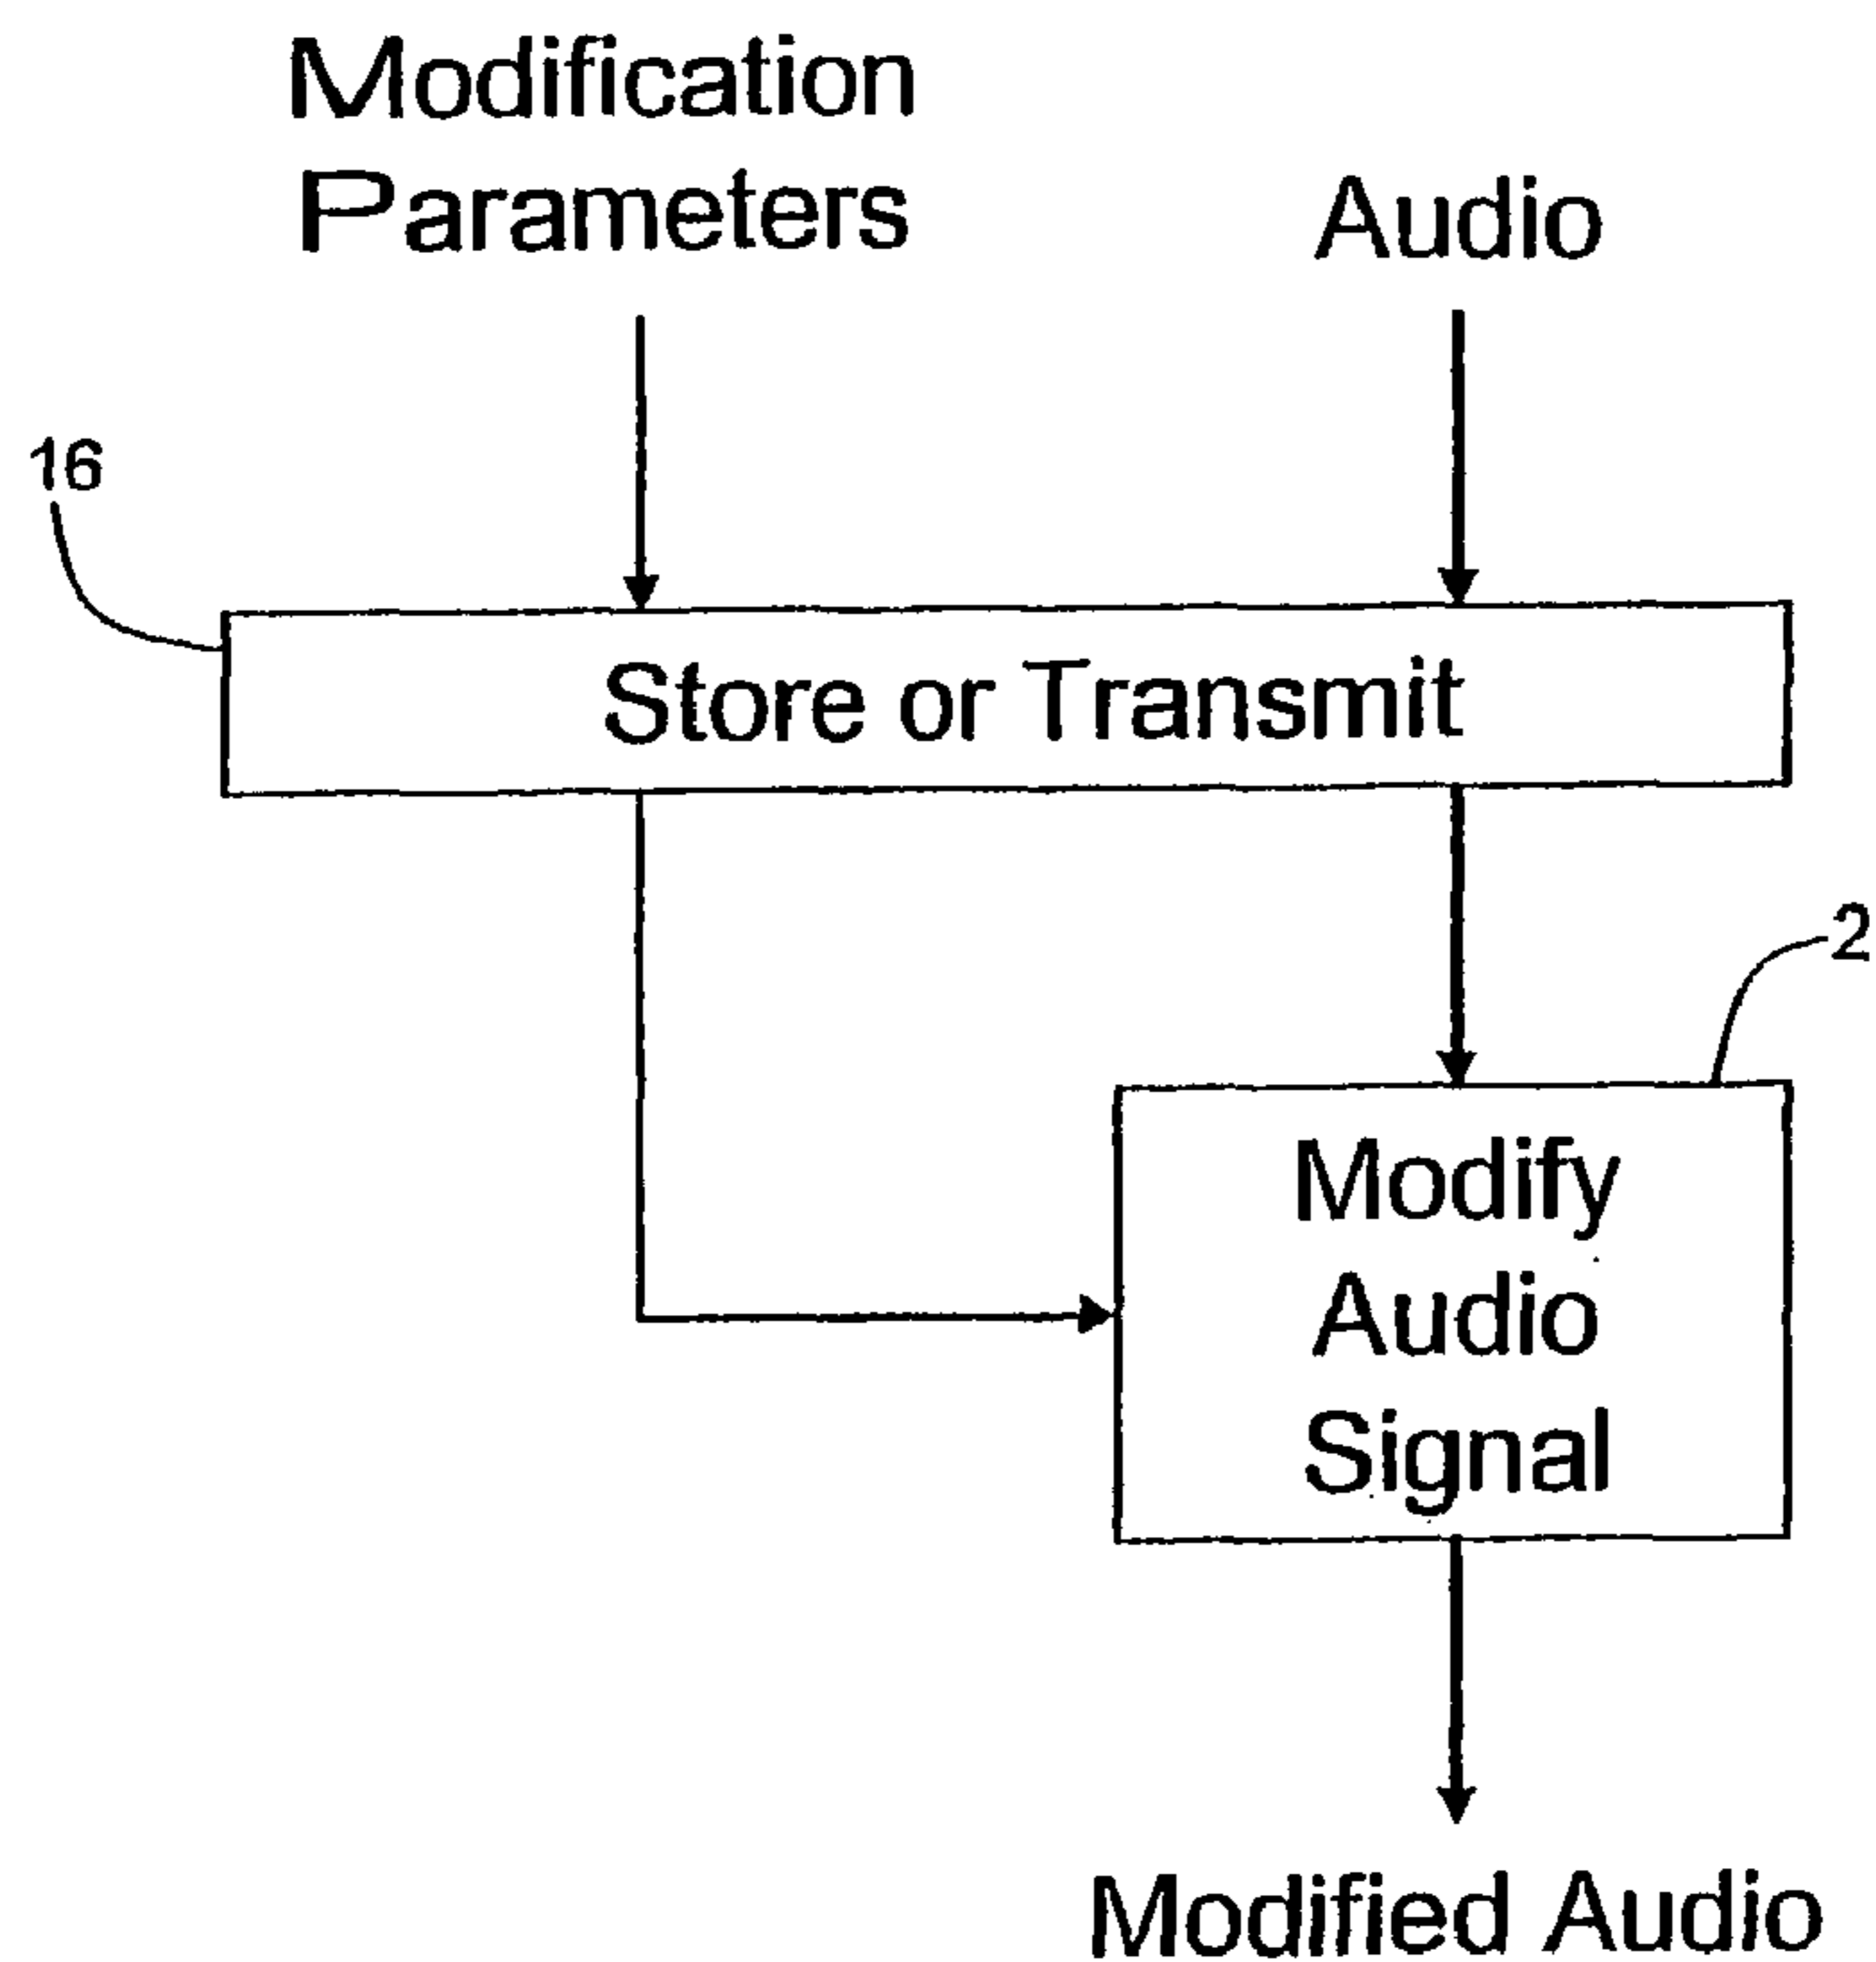 Modification
Parameters
Audio
16
Store or Transmit
2
Modify
Audio
Signal
Modified Audio